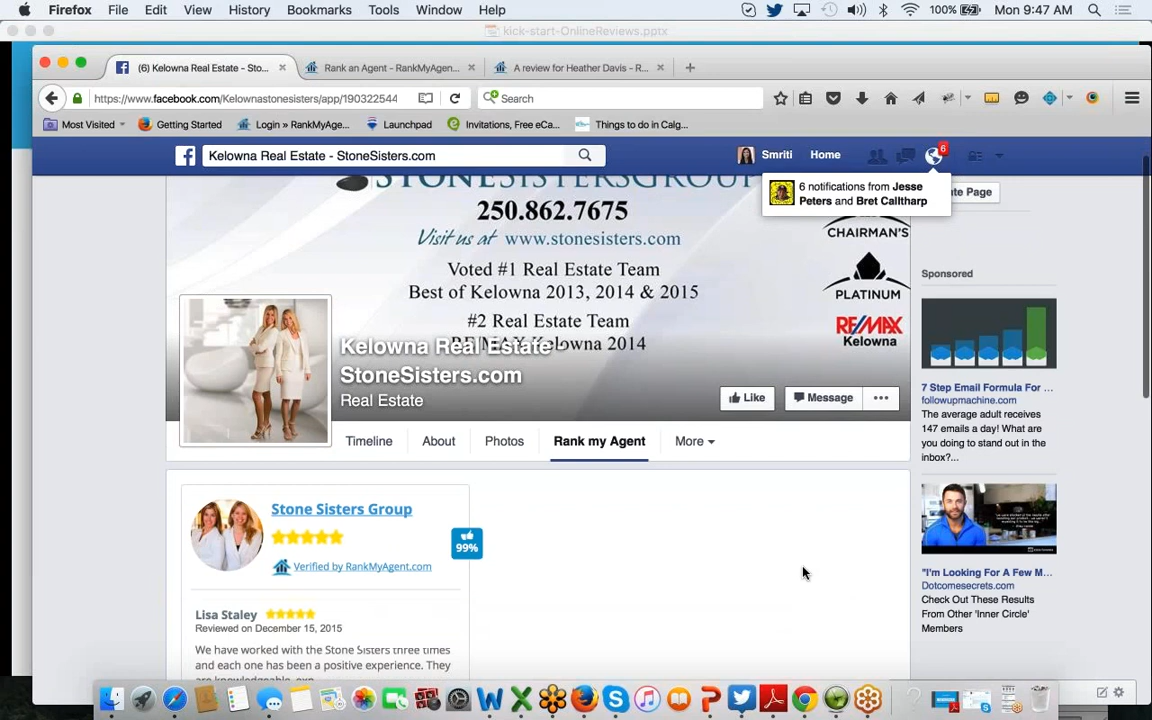 Firefox File Edit View History Bookmarks Tools Window Help 100% Mon 9:47 AM
kick-start-OnlineReviews.pptx
(6) Kelowna Real Estate - Sto... × Rank an Agent - RankMyAgen... × A review for Heather Davis - R... × +
https://www.facebook.com/Kelownastonesisters/app/190322544 Search
Most Visited Getting Started Login » RankMyAge... Launchpad Invitations, Free eCa... Things to do in Calg...
Kelowna Real Estate - StoneSisters.com Smriti Home 6
6 notifications from Jesse
Peters and Bret Calltharp
te Page
STONESISTERSGROUP
250.862.7675
Visit us at www.stonesisters.com
Voted #1 Real Estate Team
Best of Kelowna 2013, 2014 & 2015
#2 Real Estate Team
RE/MAX Kelowna 2014
CHAIRMAN'S
PLATINUM
RE/MAX
Kelowna
Kelowna Real Estate -
StoneSisters.com
Real Estate
Like Message •••
Timeline About Photos Rank my Agent More
Stone Sisters Group
99%
Verified by RankMyAgent.com
Lisa Staley
Reviewed on December 15, 2015
We have worked with the Stone Sisters three times
and each one has been a positive experience. They
Sponsored
7 Step Email Formula For ...
followupmachine.com
The average adult receives
147 emails a day! What are
you doing to stand out in the
inbox?...
"I'm Looking For A Few M...
Dotcomesecrets.com
Check Out These Results
From Other 'Inner Circle'
Members